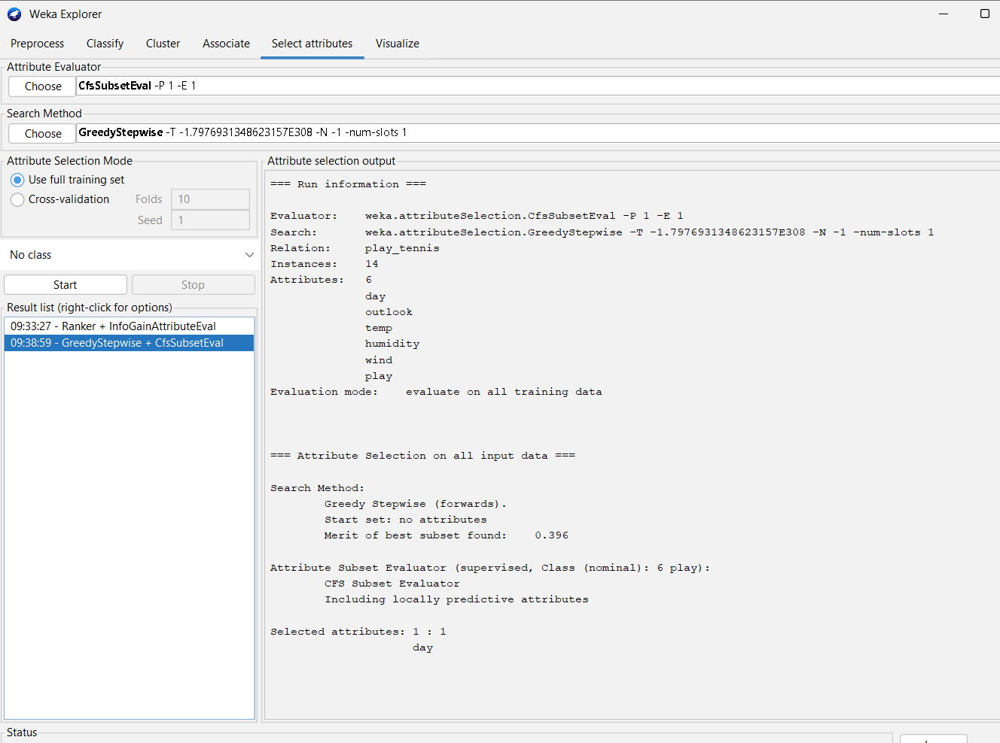 Weka Explorer
Preprocess Classify Cluster Associate Select attributes Visualize
Attribute Evaluator
Choose CfsSubsetEval -P 1 -E 1
Search Method
Choose GreedyStepwise -T -1.7976931348623157E308 -N -1 -num-slots 1
Attribute Selection Mode
Use full training set
Cross-validation Folds 10
Seed 1
No class
Start Stop
Result list (right-click for options)
09:33:27 - Ranker + InfoGainAttributeEval
09:38:59 - GreedyStepwise + CfsSubsetEval
Attribute selection output
=== Run information ===
Evaluator: weka.attributeSelection.CfsSubsetEval -P 1 -E 1
Search: weka.attributeSelection.GreedyStepwise -T -1.7976931348623157E308 -N -1 -num-slots 1
Relation: play_tennis
Instances: 14
Attributes: 6
day
outlook
temp
humidity
wind
play
Evaluation mode: evaluate on all training data
=== Attribute Selection on all input data ===
Search Method:
Greedy Stepwise (forwards).
Start set: no attributes
Merit of best subset found: 0.396
Attribute Subset Evaluator (supervised, Class (nominal): 6 play):
CFS Subset Evaluator
Including locally predictive attributes
Selected attributes: 1 : 1
day
Status